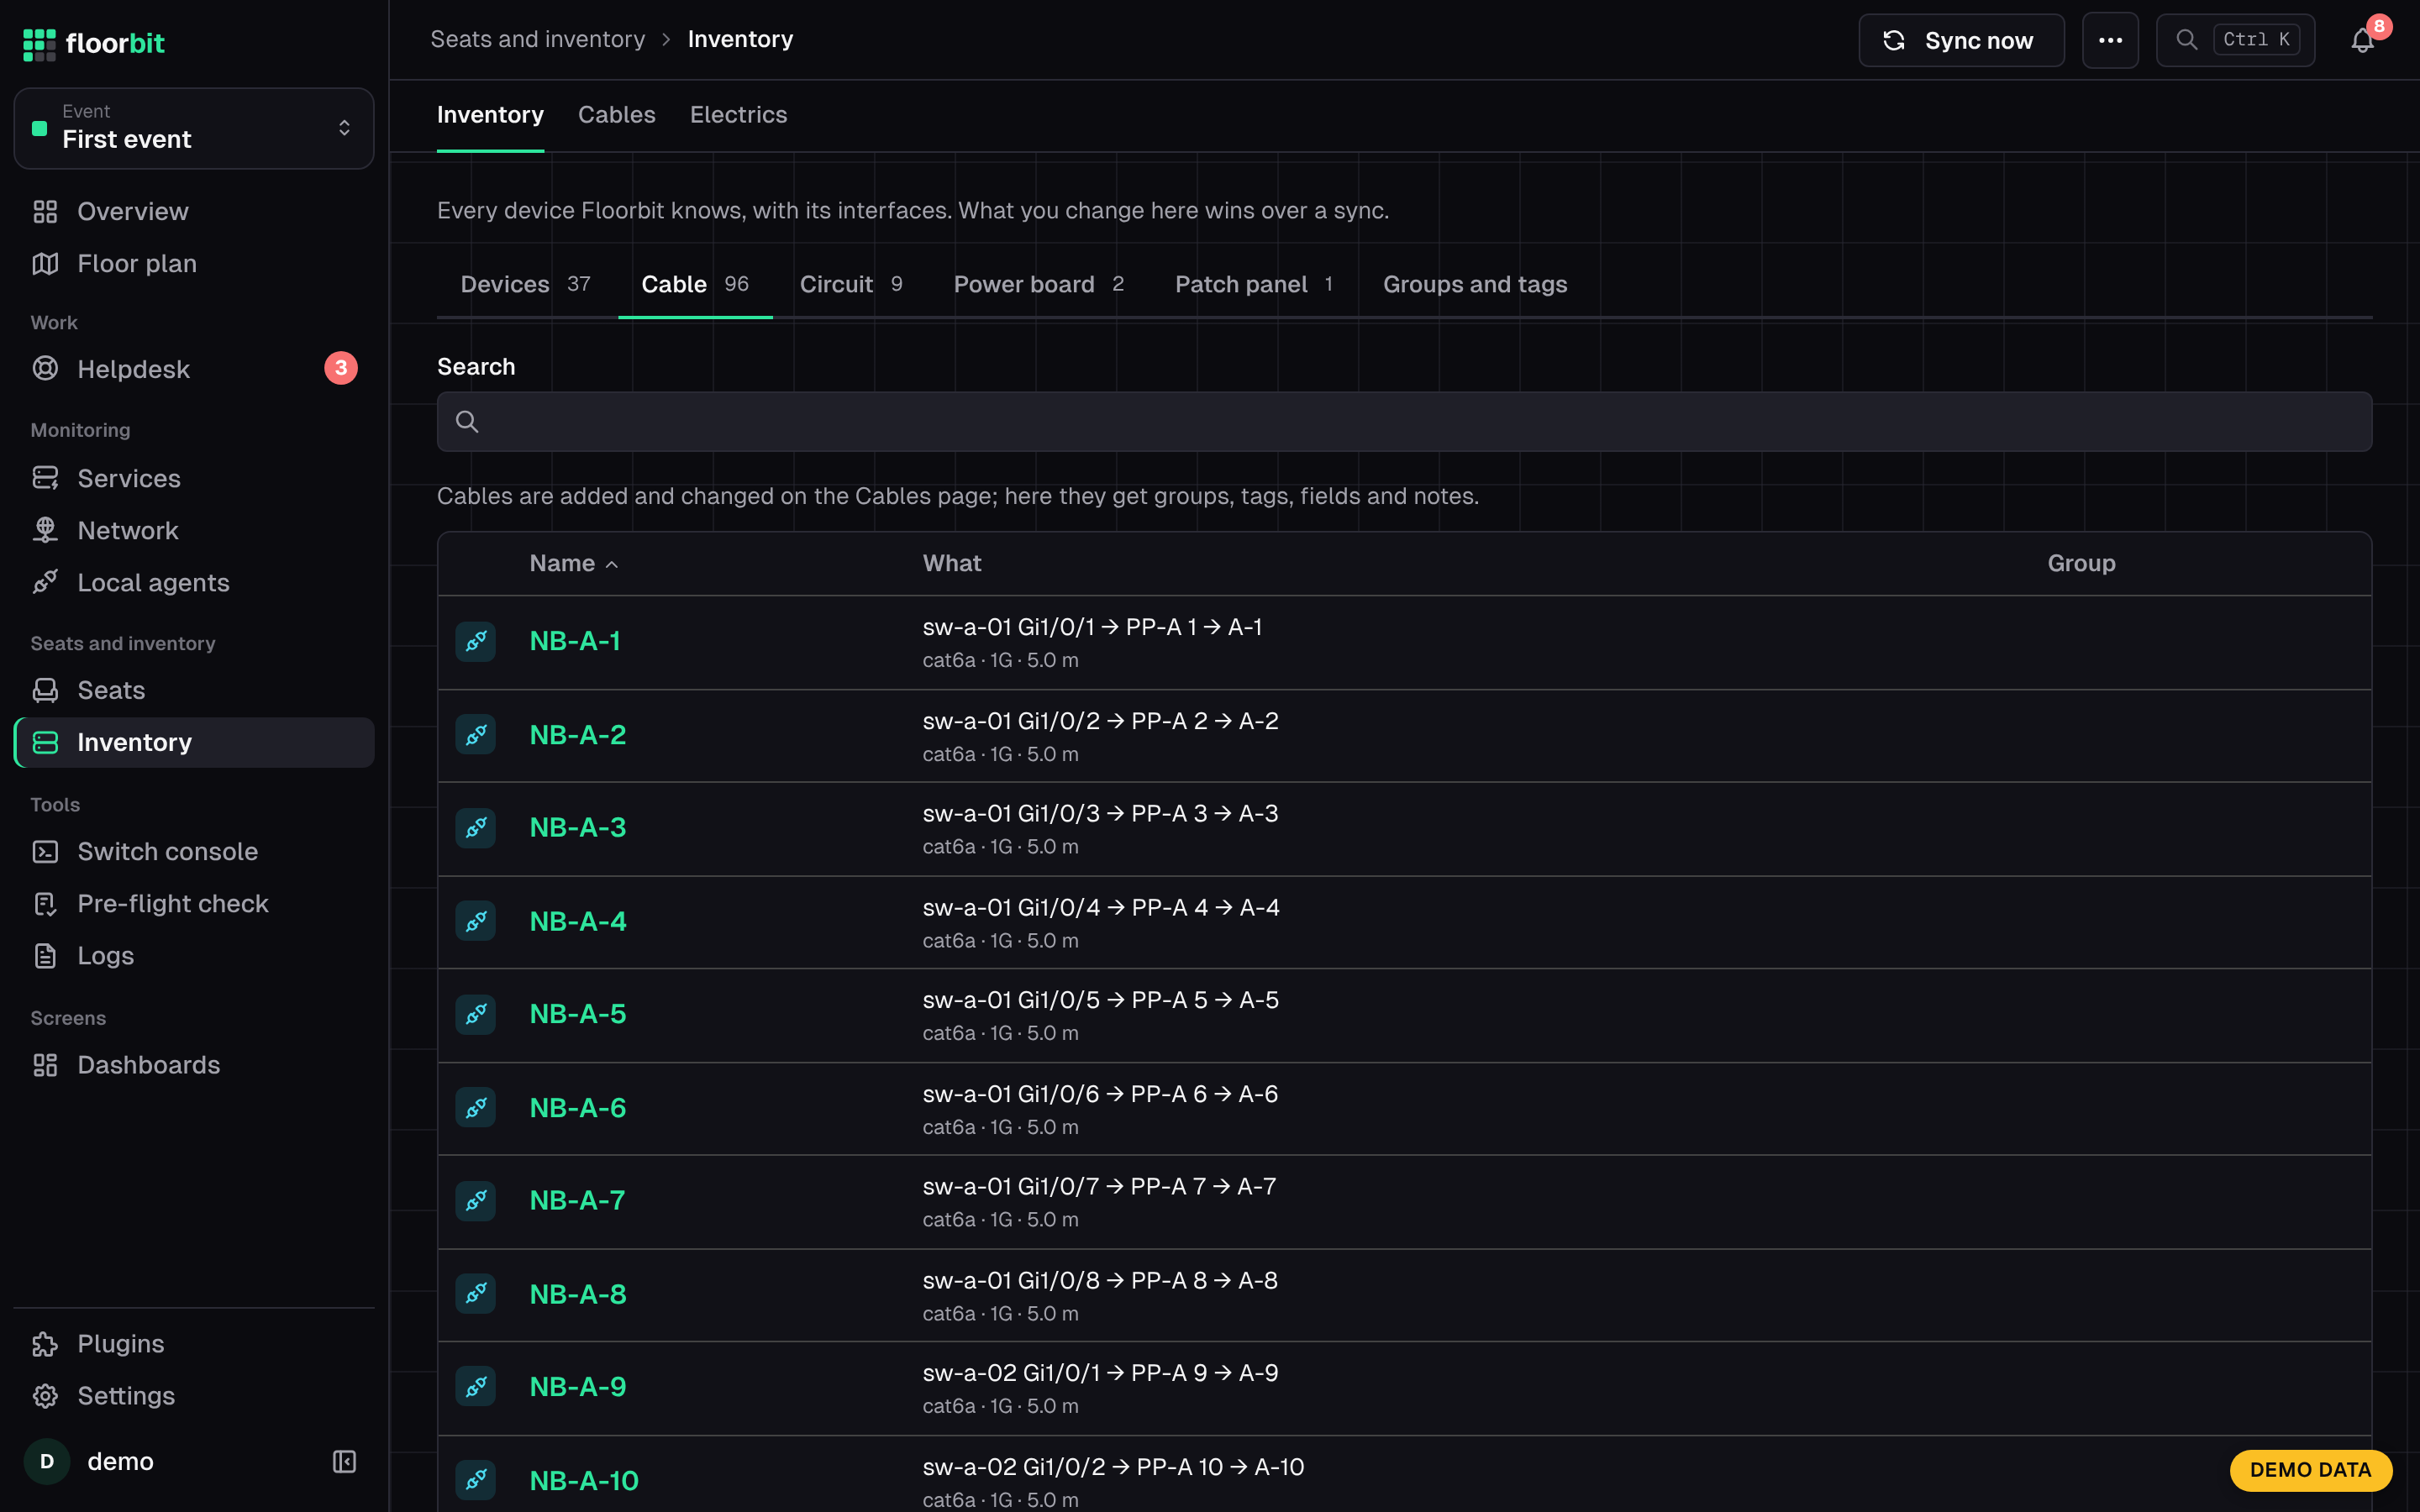 floorbit
Event
First event
Overview
Floor plan
Work
Helpdesk 3
Monitoring
Services
Network
Local agents
Seats and inventory
Seats
Inventory
Tools
Switch console
Pre-flight check
Logs
Screens
Dashboards
Plugins
Settings
D demo
Seats and inventory > Inventory
Sync now
Ctrl K
8
Inventory Cables Electrics
Every device Floorbit knows, with its interfaces. What you change here wins over a sync.
Devices 37 Cable 96 Circuit 9 Power board 2 Patch panel 1 Groups and tags
Search
Cables are added and changed on the Cables page; here they get groups, tags, fields and notes.
Name What Group
NB-A-1 sw-a-01 Gi1/0/1 → PP-A 1 → A-1
cat6a · 1G · 5.0 m
NB-A-2 sw-a-01 Gi1/0/2 → PP-A 2 → A-2
cat6a · 1G · 5.0 m
NB-A-3 sw-a-01 Gi1/0/3 → PP-A 3 → A-3
cat6a · 1G · 5.0 m
NB-A-4 sw-a-01 Gi1/0/4 → PP-A 4 → A-4
cat6a · 1G · 5.0 m
NB-A-5 sw-a-01 Gi1/0/5 → PP-A 5 → A-5
cat6a · 1G · 5.0 m
NB-A-6 sw-a-01 Gi1/0/6 → PP-A 6 → A-6
cat6a · 1G · 5.0 m
NB-A-7 sw-a-01 Gi1/0/7 → PP-A 7 → A-7
cat6a · 1G · 5.0 m
NB-A-8 sw-a-01 Gi1/0/8 → PP-A 8 → A-8
cat6a · 1G · 5.0 m
NB-A-9 sw-a-02 Gi1/0/1 → PP-A 9 → A-9
cat6a · 1G · 5.0 m
NB-A-10 sw-a-02 Gi1/0/2 → PP-A 10 → A-10
cat6a · 1G · 5.0 m
DEMO DATA